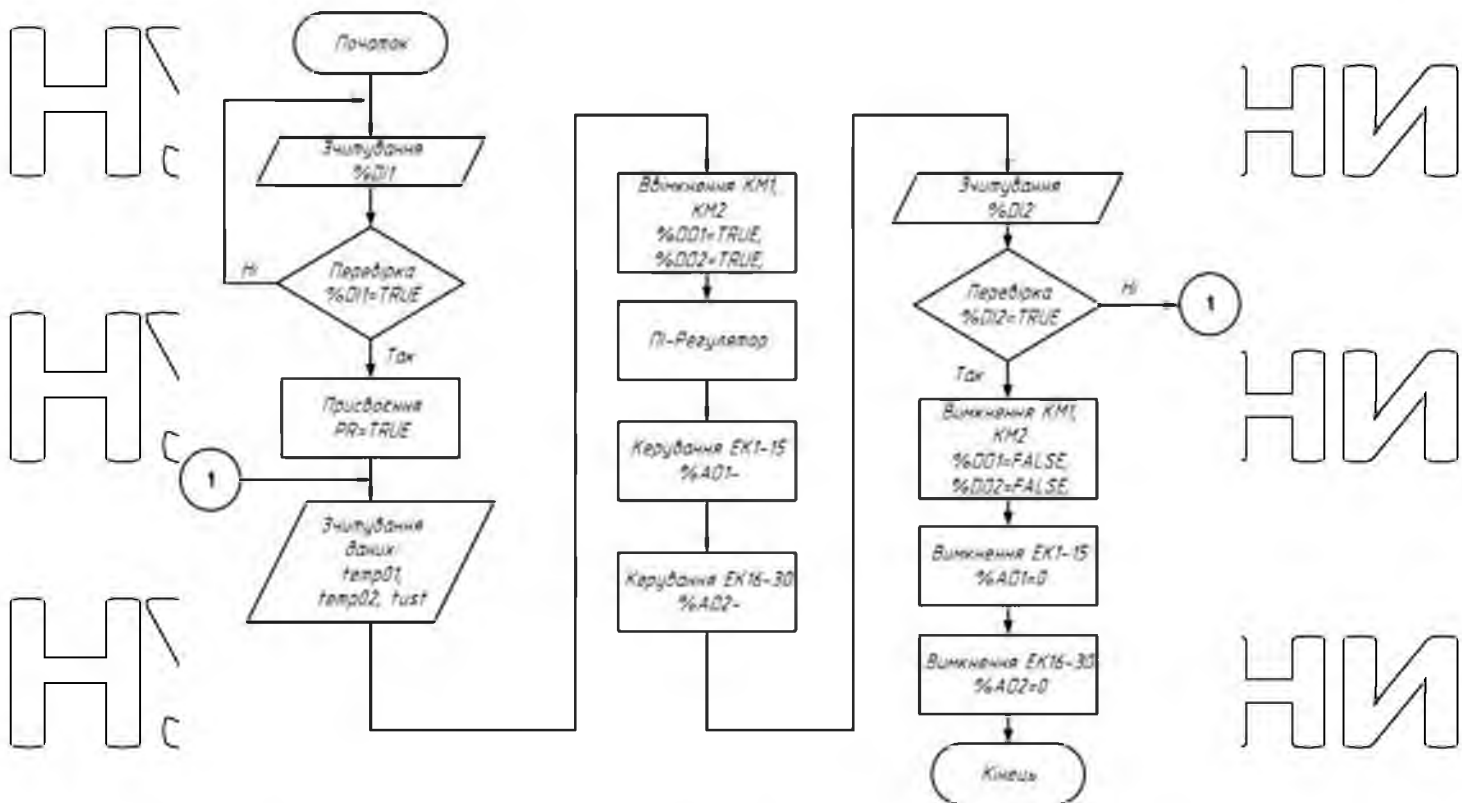 Початок
Зчитування
%DI1
Перевірка
%DI1=TRUE
Ні
Так
Присвоєння
PR=TRUE
1
Зчитування
даних:
temp01,
temp02, tust
Ввімкнення КМ1,
КМ2
%DO1=TRUE,
%DO2=TRUE,
ПІ-Регулятор
Керування ЕК1-15
%AO1-
Керування ЕК16-30
%AO2-
Зчитування
%DI2
Перевірка
%DI2=TRUE
Ні
1
Так
Вимкнення КМ1,
КМ2
%DO1=FALSE,
%DO2=FALSE,
Вимкнення ЕК1-15
%AO1=0
Вимкнення ЕК16-30
%AO2=0
Кінець
Н
НИ
Н
НИ
Н
НИ